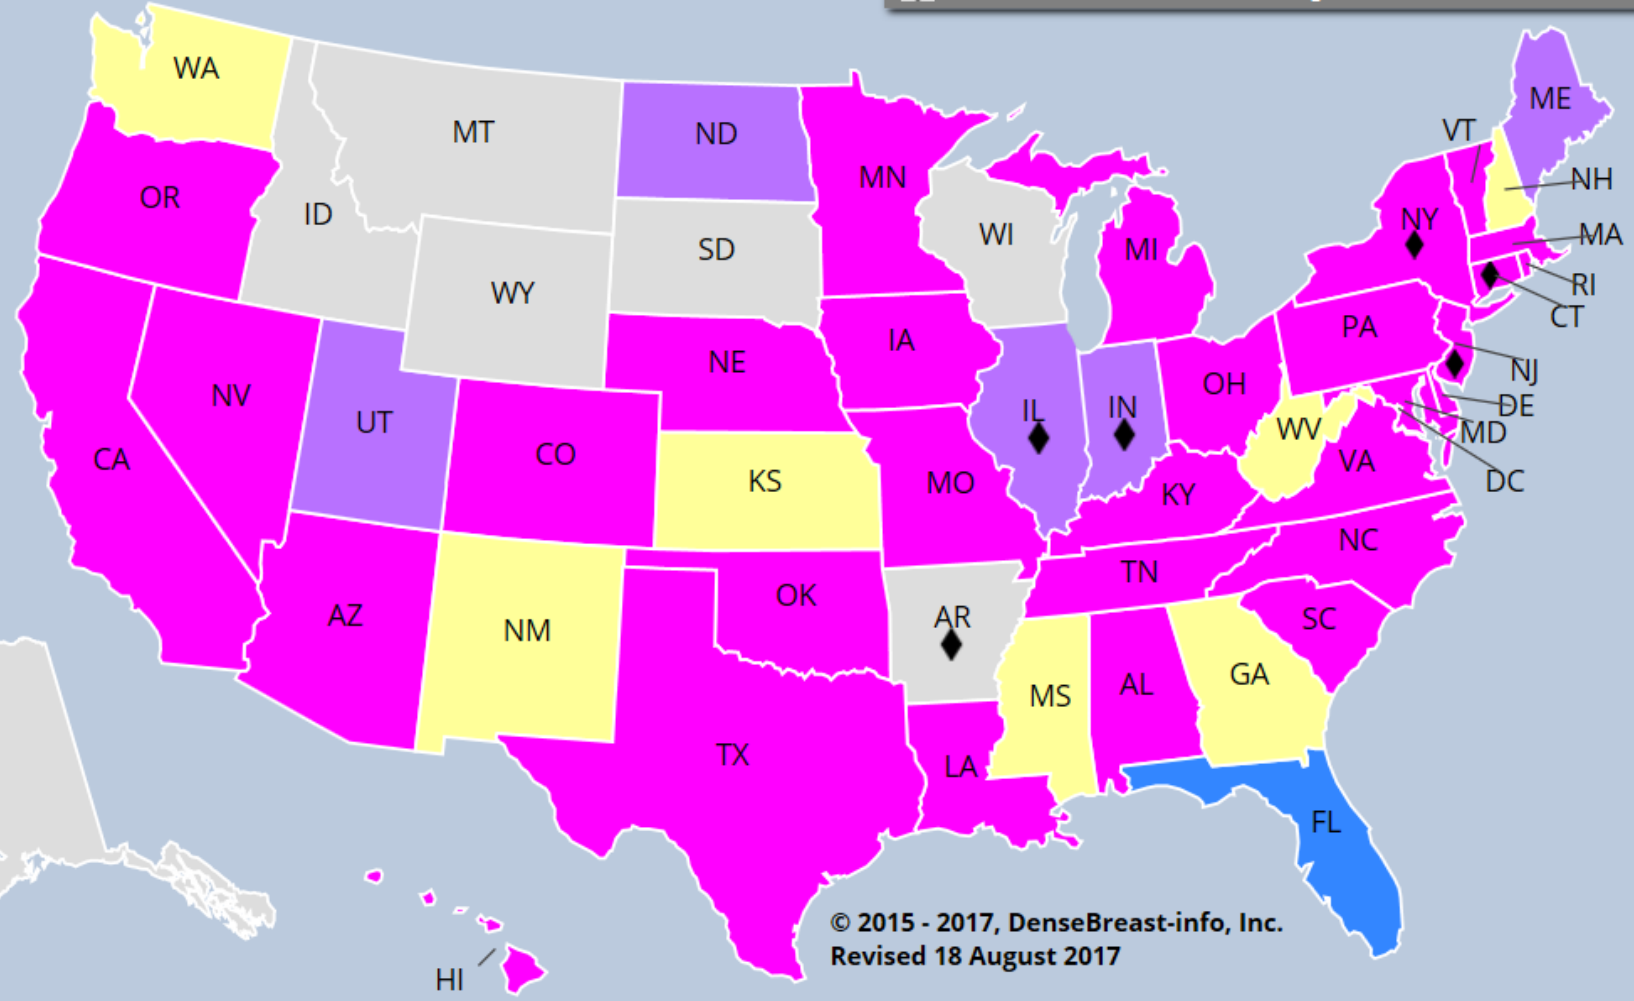 WA
MT
ND
MN
ME
VT
OR
ID
SD
WI
MI
NY
NH
MA
WY
RI
CT
PA
IA
NE
NV
UT
CO
IL
IN
OH
NJ
DE
MD
WV
CA
KS
MO
KY
VA
DC
NC
TN
AZ
NM
OK
AR
SC
MS
AL
GA
TX
LA
FL
HI
© 2015 - 2017, DenseBreast-info, Inc.
Revised 18 August 2017